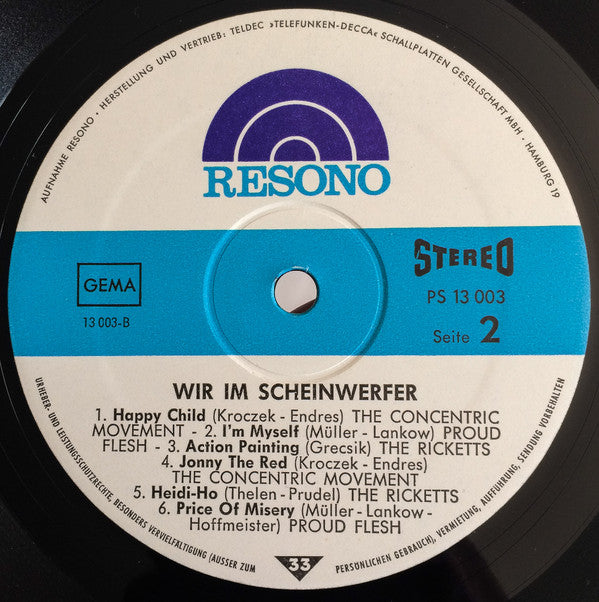 AUFNAHME RESONO · HERSTELLUNG UND VERTRIEB: TELDEC »TELEFUNKEN-DECCA« SCHALLPLATTEN GESELLSCHAFT MBH · HAMBURG 19
RESONO
GEMA
13 003-B
STEREO
PS 13 003
Seite 2
WIR IM SCHEINWERFER
1. Happy Child (Kroczek - Endres) THE CONCENTRIC
MOVEMENT - 2. I'm Myself (Müller - Lankow) PROUD
FLESH - 3. Action Painting (Grecsik) THE RICKETTS
4. Jonny The Red (Kroczek - Endres)
THE CONCENTRIC MOVEMENT
5. Heidi-Ho (Thelen - Prudel) THE RICKETTS
6. Price Of Misery (Müller - Lankow -
Hoffmeister) PROUD FLESH
33
URHEBER- UND LEISTUNGSSCHUTZRECHTE, BESONDERS VERVIELFÄLTIGUNG (AUSSER ZUM PERSÖNLICHEN GEBRAUCH), VERMIETUNG, AUFFÜHRUNG, SENDUNG VORBEHALTEN